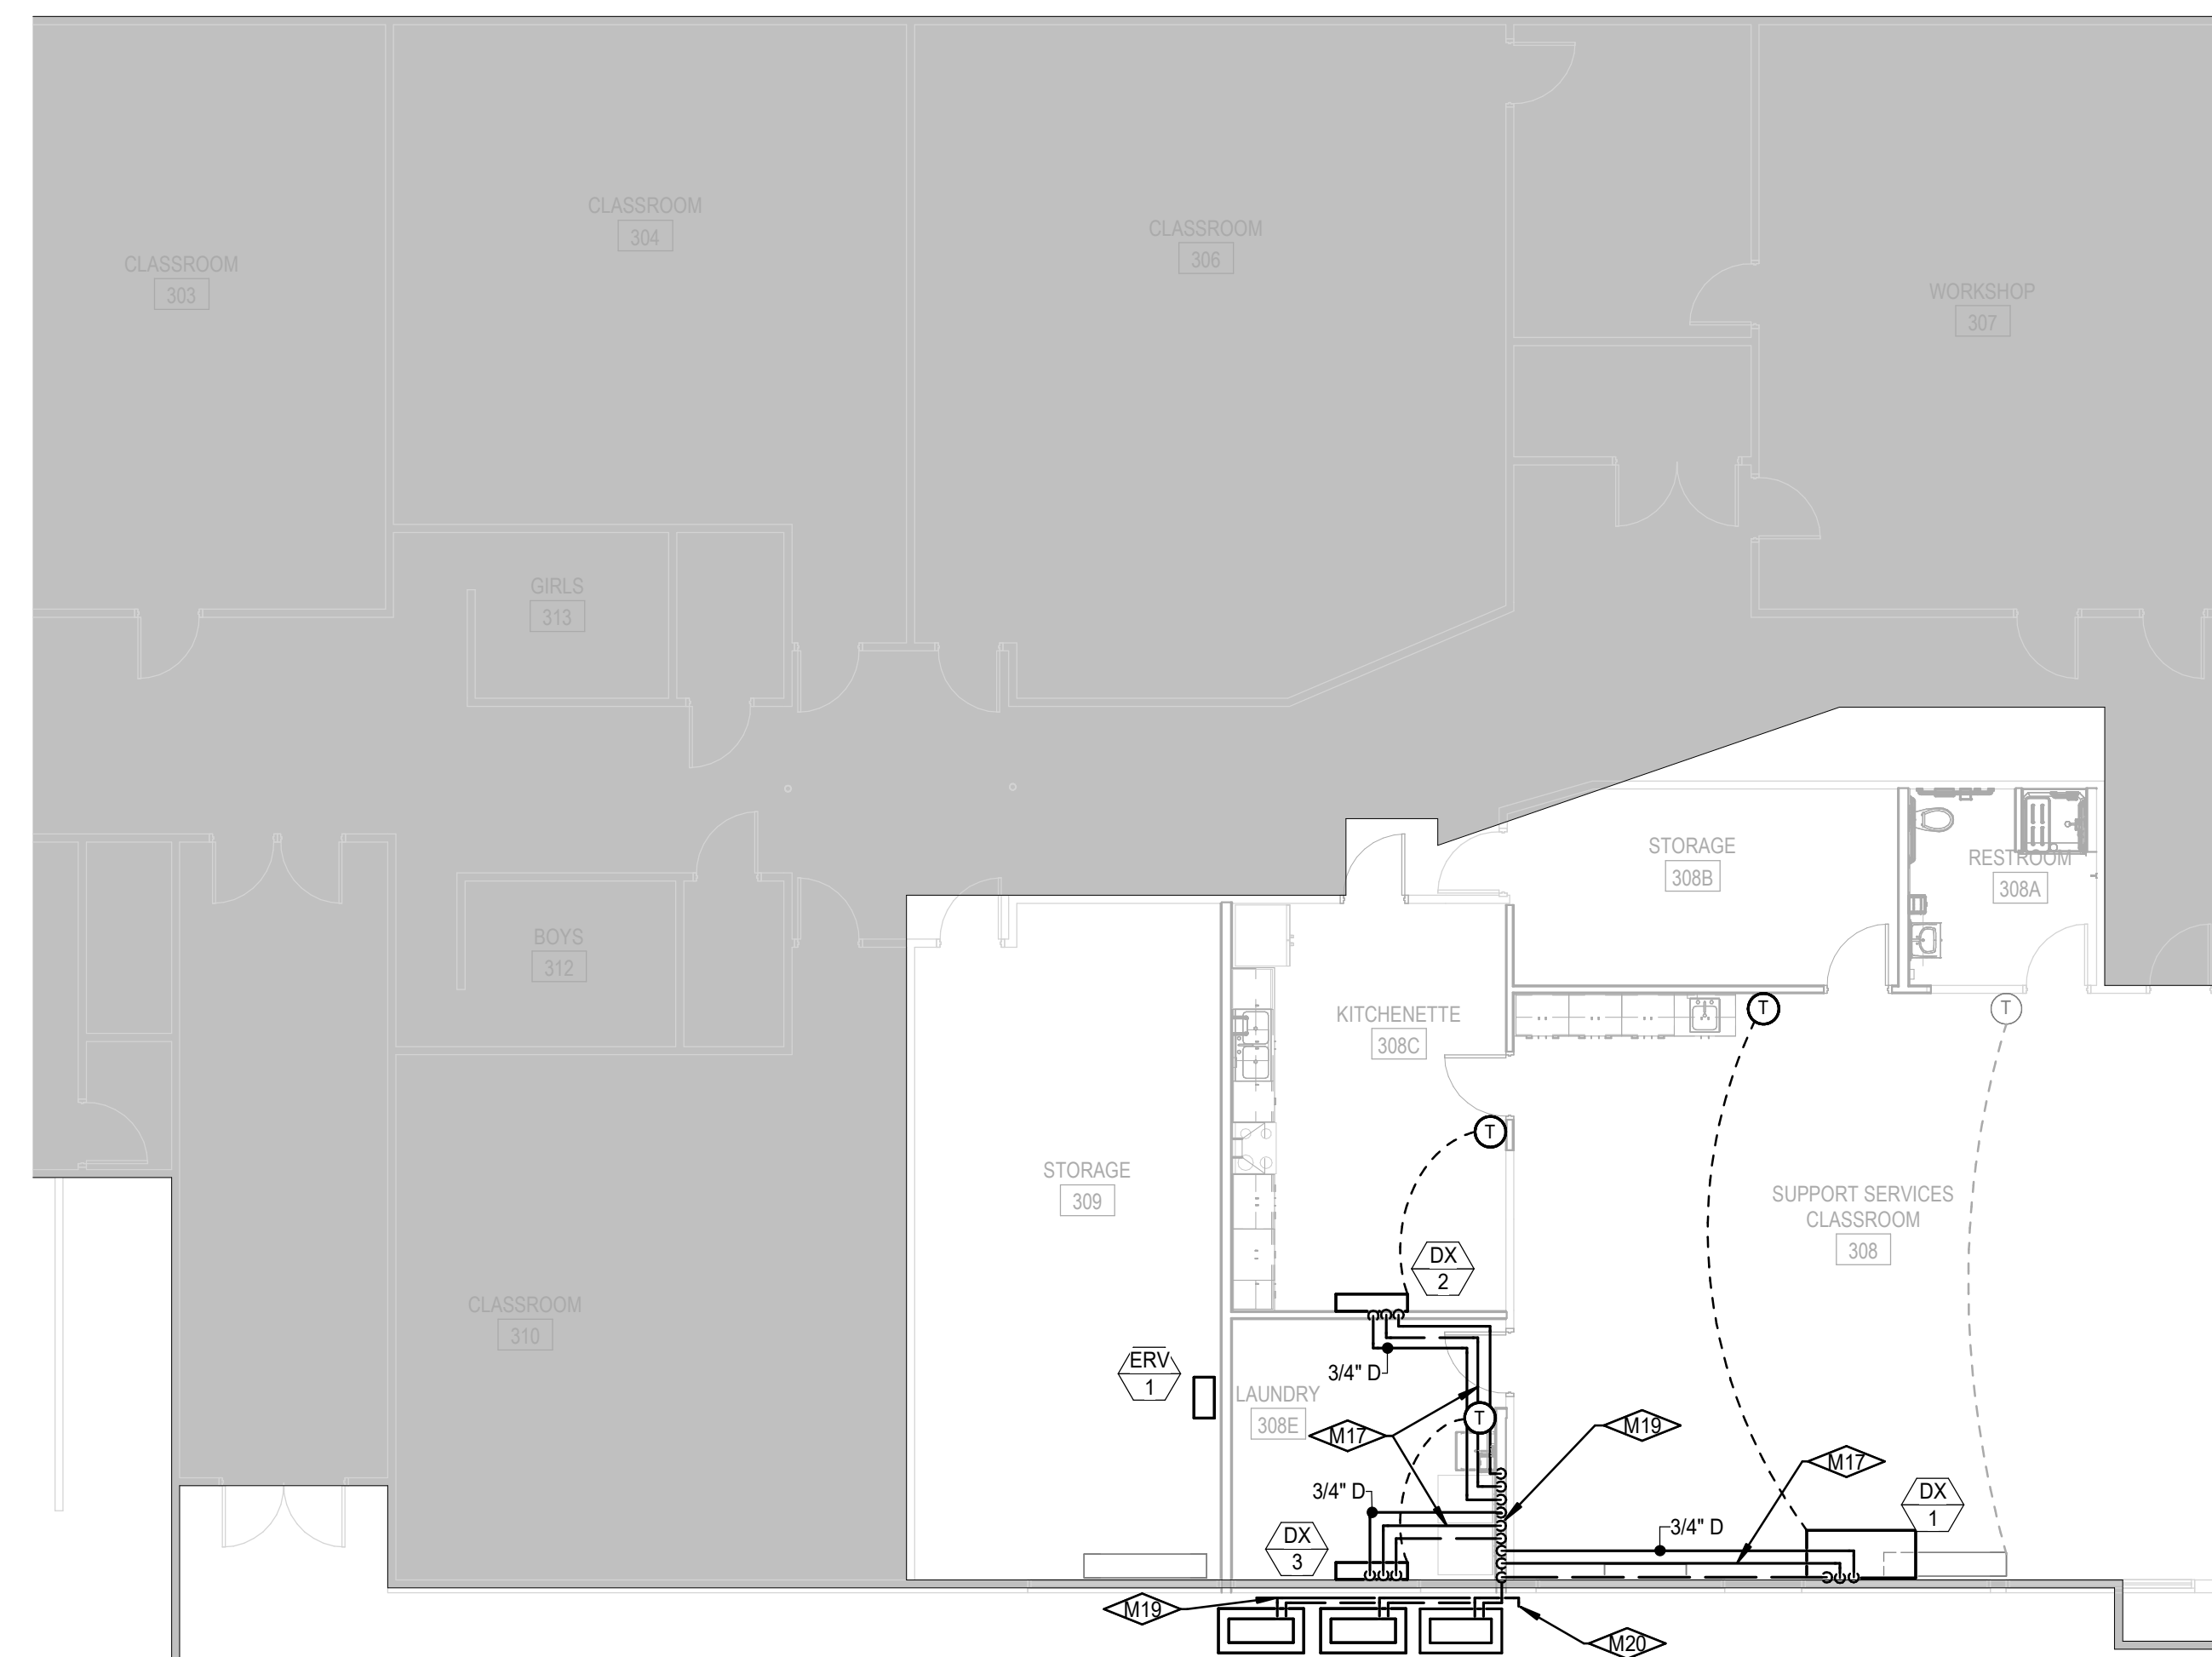 CLASSROOM
304
CLASSROOM
306
CLASSROOM
303
WORKSHOP
307
GIRLS
313
STORAGE
308B
RESTROOM
308A
BOYS
312
KITCHENETTE
308C
T
T
T
STORAGE
309
SUPPORT SERVICES
CLASSROOM
308
DX
2
CLASSROOM
310
ERV
1
3/4" D
LAUNDRY
308E
T
M17
M19
M17
3/4" D
DX
1
DX
3
3/4" D
M19
M20